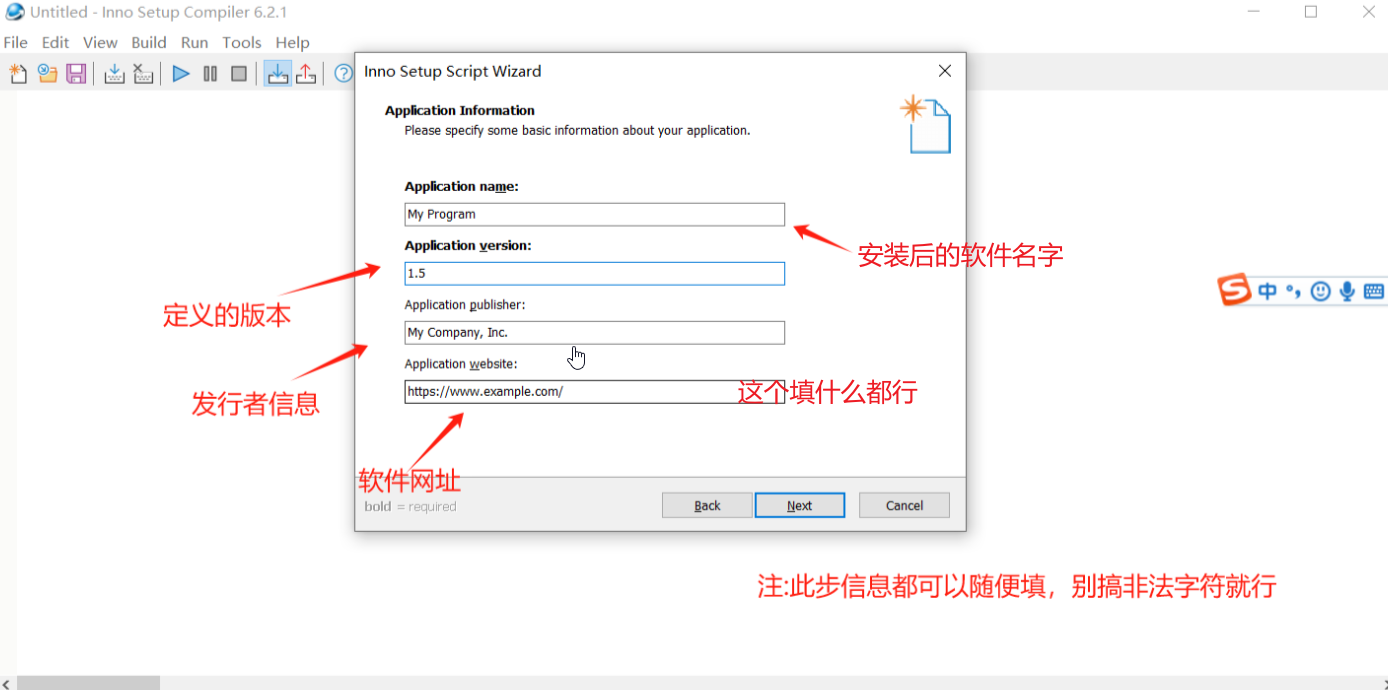 Untitled - Inno Setup Compiler 6.2.1
File Edit View Build Run Tools Help
Inno Setup Script Wizard
Application Information
Please specify some basic information about your application.
Application name:
My Program
安装后的软件名字
Application version:
1.5
定义的版本
Application publisher:
My Company, Inc.
发行者信息
Application website:
https://www.example.com/
这个填什么都行
软件网址
bold = required
Back Next Cancel
注:此步信息都可以随便填，别搞非法字符就行
S 中